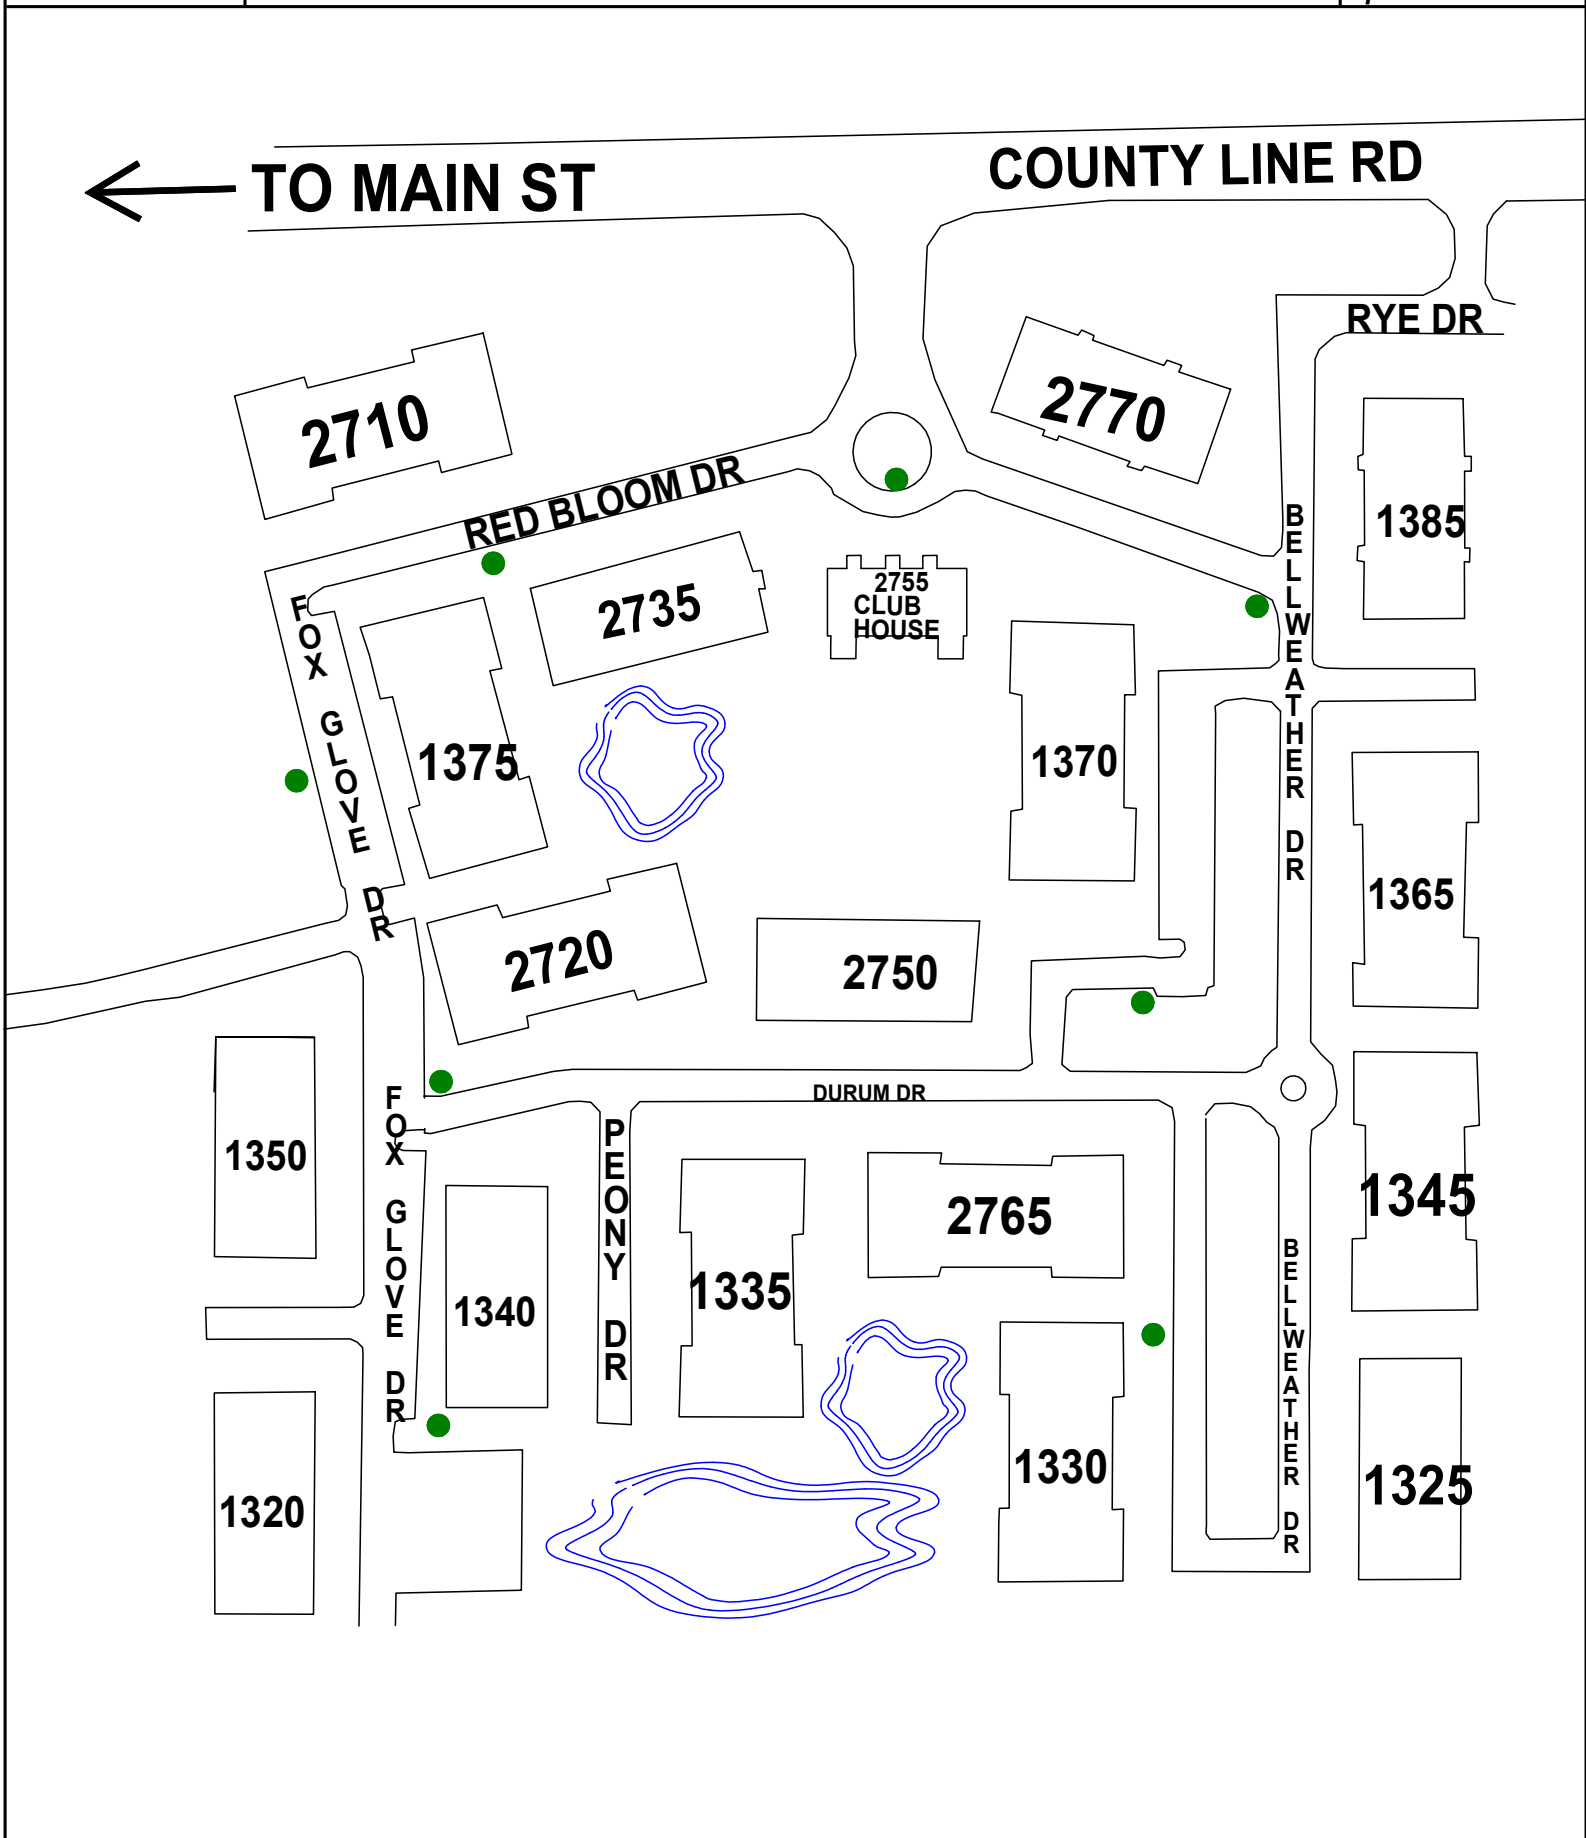 TO MAIN ST
COUNTY LINE RD
RYE DR
2710
2770
RED BLOOM DR
1385
BELLWEATHER DR
2735
2755
CLUB
HOUSE
FOX GLOVE DR
1375
1370
1365
2720
2750
DURUM DR
FOX GLOVE DR
PEONY DR
1350
2765
1345
1335
1340
BELLWEATHER DR
1330
1325
1320